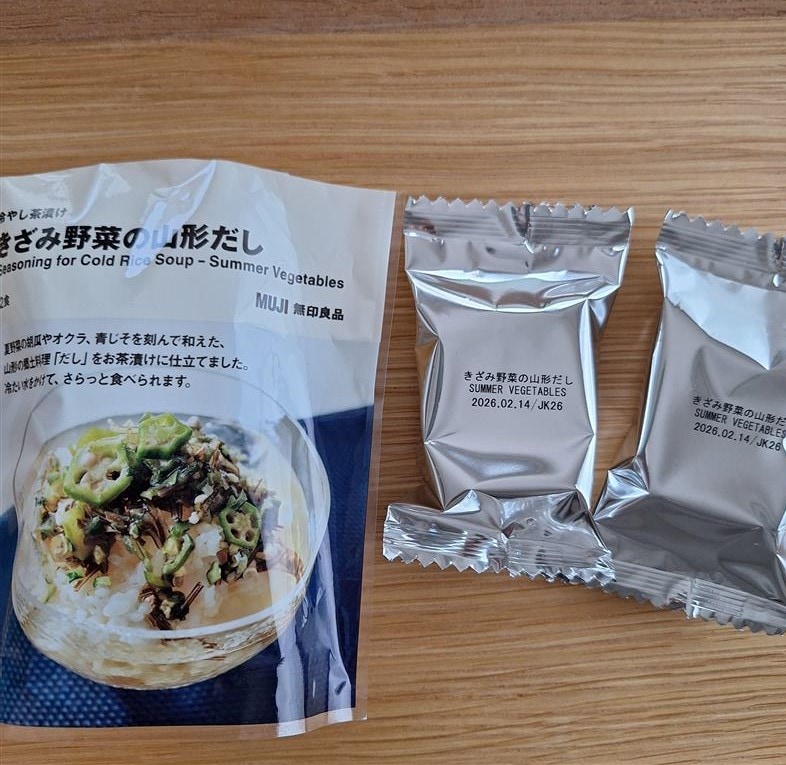 冷やし茶漬け
きざみ野菜の山形だし
Seasoning for Cold Rice Soup – Summer Vegetables
2食
MUJI 無印良品
夏野菜の胡瓜やオクラ、青じそを刻んで和えた、
山形の郷土料理「だし」をお茶漬けに仕立てました。
冷たい水をかけて、さらっと食べられます。
きざみ野菜の山形だし
SUMMER VEGETABLES
2026.02.14/JK26
きざみ野菜の山形だ
SUMMER VEGETABLES
2026.02.14/JK26